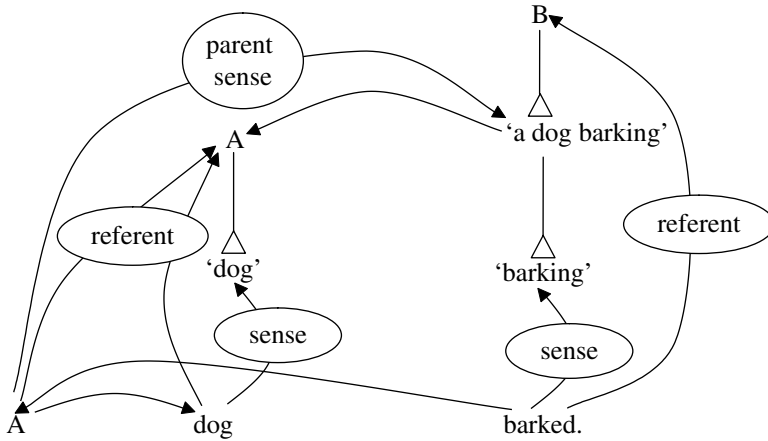 B
parent
sense
'a dog barking'
A
referent
referent
'dog'
'barking'
sense
sense
A
dog
barked.